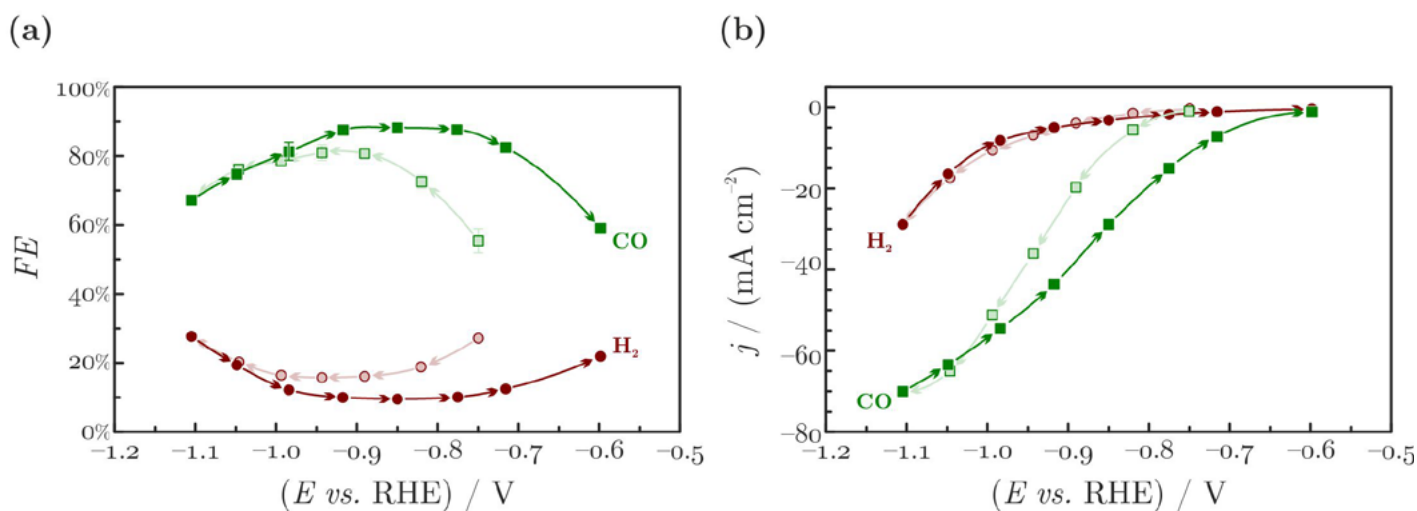 (a)
100%
80%
60%
40%
20%
0%
FE
CO
H₂
−1.2 −1.1 −1.0 −0.9 −0.8 −0.7 −0.6 −0.5
(E vs. RHE) / V
(b)
0
−20
−40
−60
−80
j / (mA cm⁻²)
H₂
CO
−1.2 −1.1 −1.0 −0.9 −0.8 −0.7 −0.6 −0.5
(E vs. RHE) / V